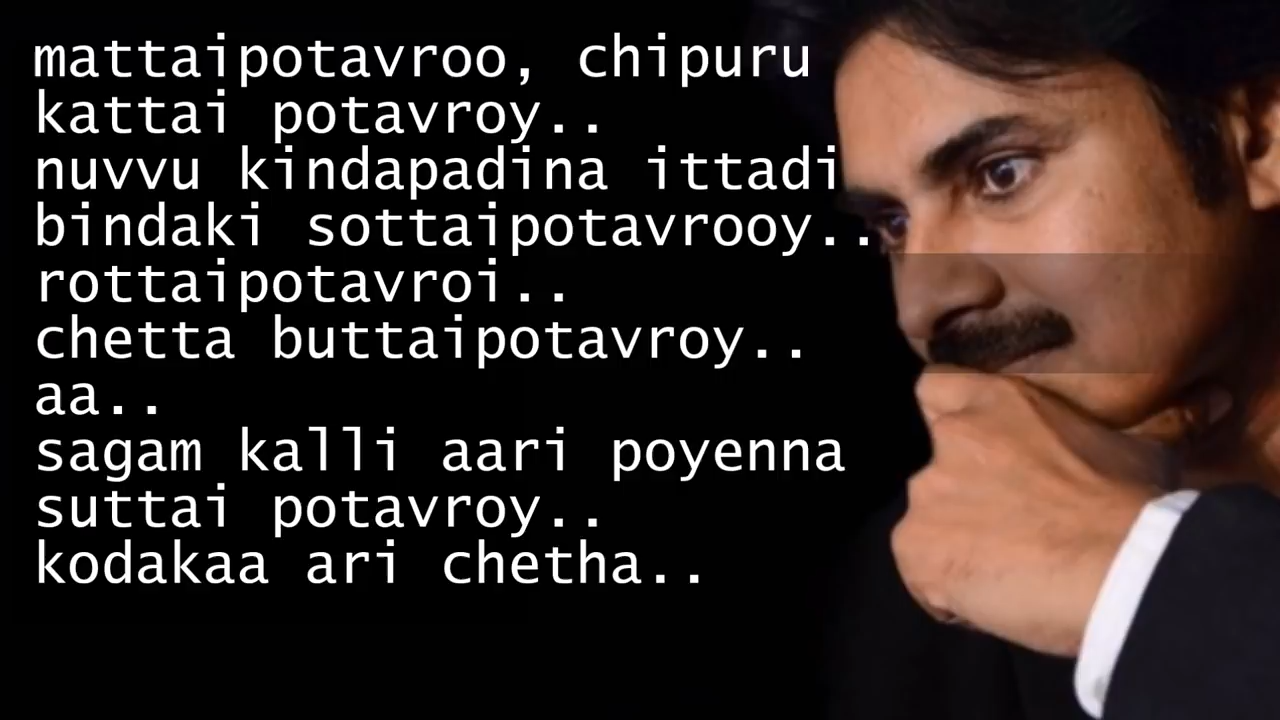 mattaipotavroo, chipuru
kattai potavroy..
nuvvu kindapadina ittadi
bindaki sottaipotavrooy..
rottaipotavroi..
chetta buttaipotavroy..
aa..
sagam kalli aari poyenna
suttai potavroy..
kodakaa ari chetha..